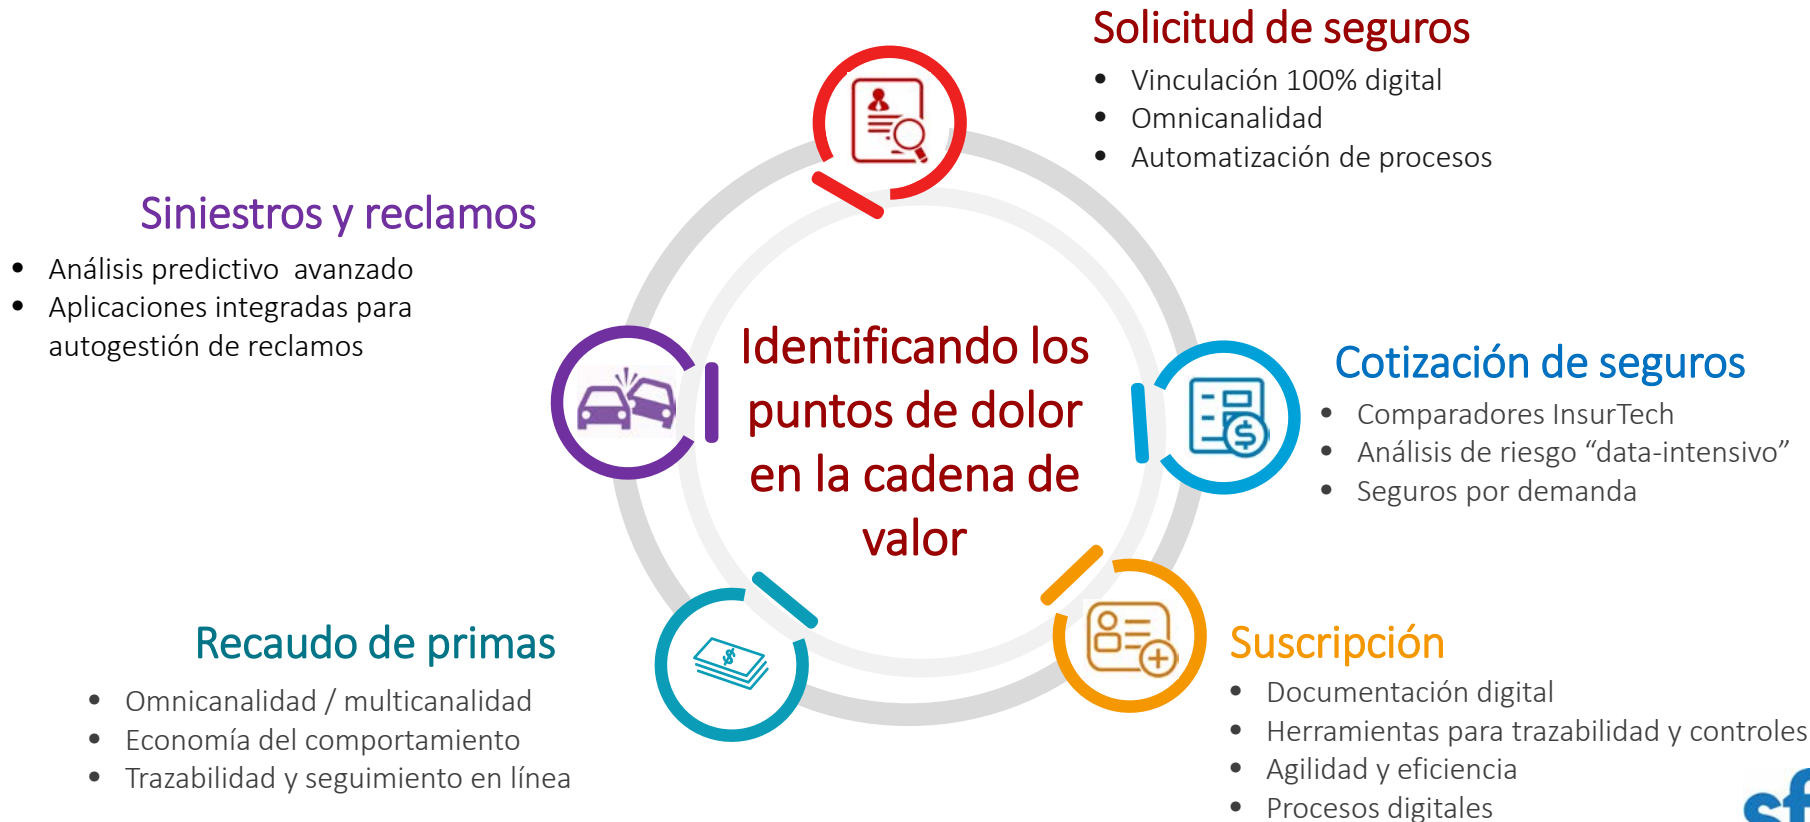 Solicitud de seguros
• Vinculación 100% digital
• Omnicanalidad
• Automatización de procesos
Siniestros y reclamos
• Análisis predictivo avanzado
• Aplicaciones integradas para
autogestión de reclamos
Identificando los
puntos de dolor
en la cadena de
valor
Cotización de seguros
• Comparadores InsurTech
• Análisis de riesgo “data-intensivo”
• Seguros por demanda
Recaudo de primas
• Omnicanalidad / multicanalidad
• Economía del comportamiento
• Trazabilidad y seguimiento en línea
Suscripción
• Documentación digital
• Herramientas para trazabilidad y controles
• Agilidad y eficiencia
• Procesos digitales